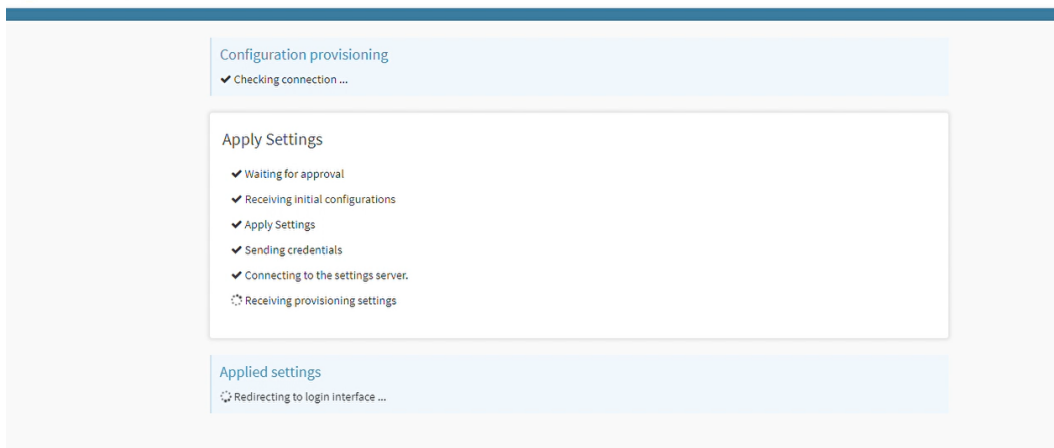 Configuration provisioning
Checking connection ...
Apply Settings
Waiting for approval
Receiving initial configurations
Apply Settings
Sending credentials
Connecting to the settings server.
Receiving provisioning settings
Applied settings
Redirecting to login interface ...